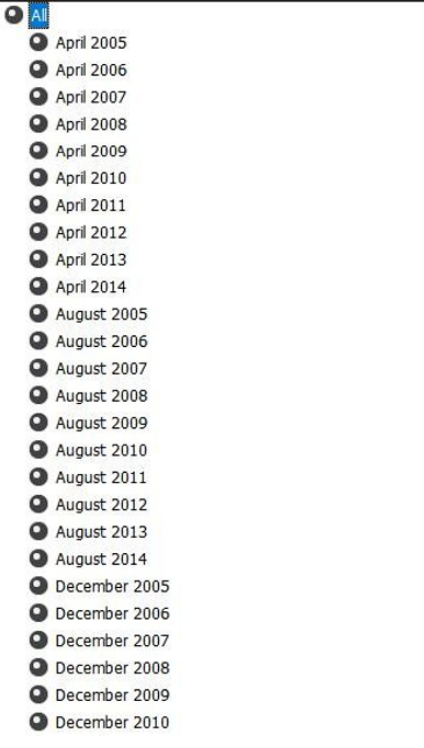 All
April 2005
April 2006
April 2007
April 2008
April 2009
April 2010
April 2011
April 2012
April 2013
April 2014
August 2005
August 2006
August 2007
August 2008
August 2009
August 2010
August 2011
August 2012
August 2013
August 2014
December 2005
December 2006
December 2007
December 2008
December 2009
December 2010